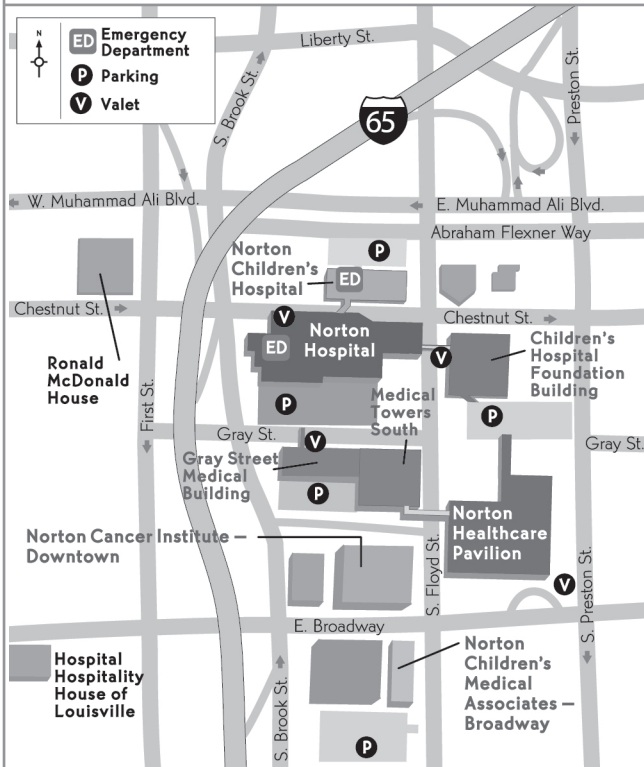 N
ED Emergency
Department
P Parking
V Valet
Liberty St.
S. Brook St.
65
Preston St.
W. Muhammad Ali Blvd.
E. Muhammad Ali Blvd.
Abraham Flexner Way
P
Norton
Children's
Hospital
ED
Chestnut St.
V
Chestnut St.
Norton
Hospital
ED
V
Children's
Hospital
Foundation
Building
Ronald
McDonald
House
First St.
P
Medical
Towers
South
P
Gray St.
V
Gray St.
Gray Street
Medical
Building
P
Norton
Healthcare
Pavilion
Norton Cancer Institute –
Downtown
S. Floyd St.
V
S. Preston St.
E. Broadway
Hospital
Hospitality
House of
Louisville
S. Brook St.
Norton
Children's
Medical
Associates –
Broadway
P